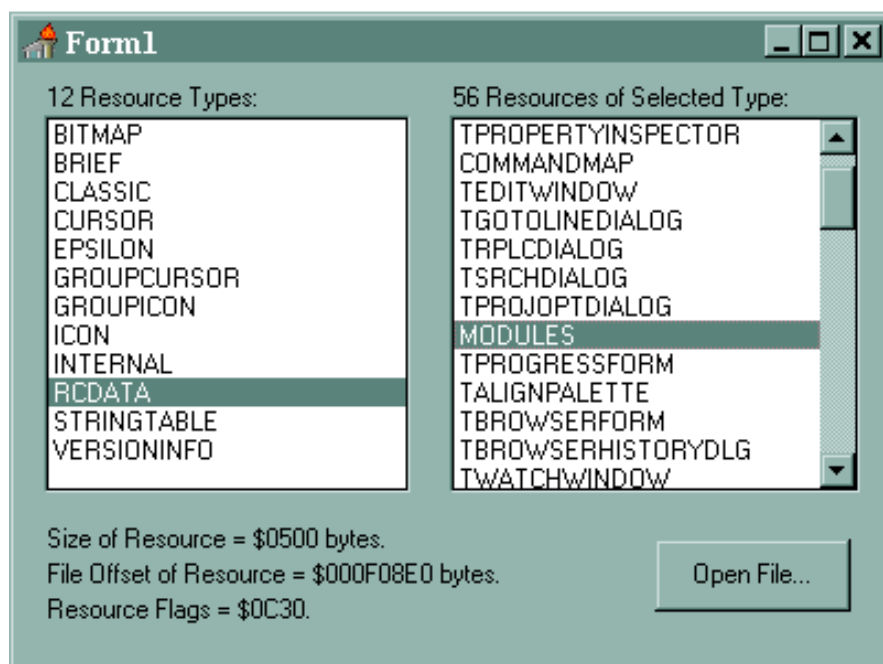 Form1
12 Resource Types:
BITMAP
BRIEF
CLASSIC
CURSOR
EPSILON
GROUPCURSOR
GROUPICON
ICON
INTERNAL
RCDATA
STRINGTABLE
VERSIONINFO
56 Resources of Selected Type:
TPROPERTYINSPECTOR
COMMANDMAP
TEDITWINDOW
TGOTOLINEDIALOG
TRPLCDIALOG
TSRCHDIALOG
TPROJOPTDIALOG
MODULES
TPROGRESSFORM
TALIGNPALETTE
TBROWSERFORM
TBROWSERHISTORYDLG
TWATCHWINDOW
Size of Resource = $0500 bytes.
File Offset of Resource = $000F08E0 bytes.
Resource Flags = $0C30.
Open File...